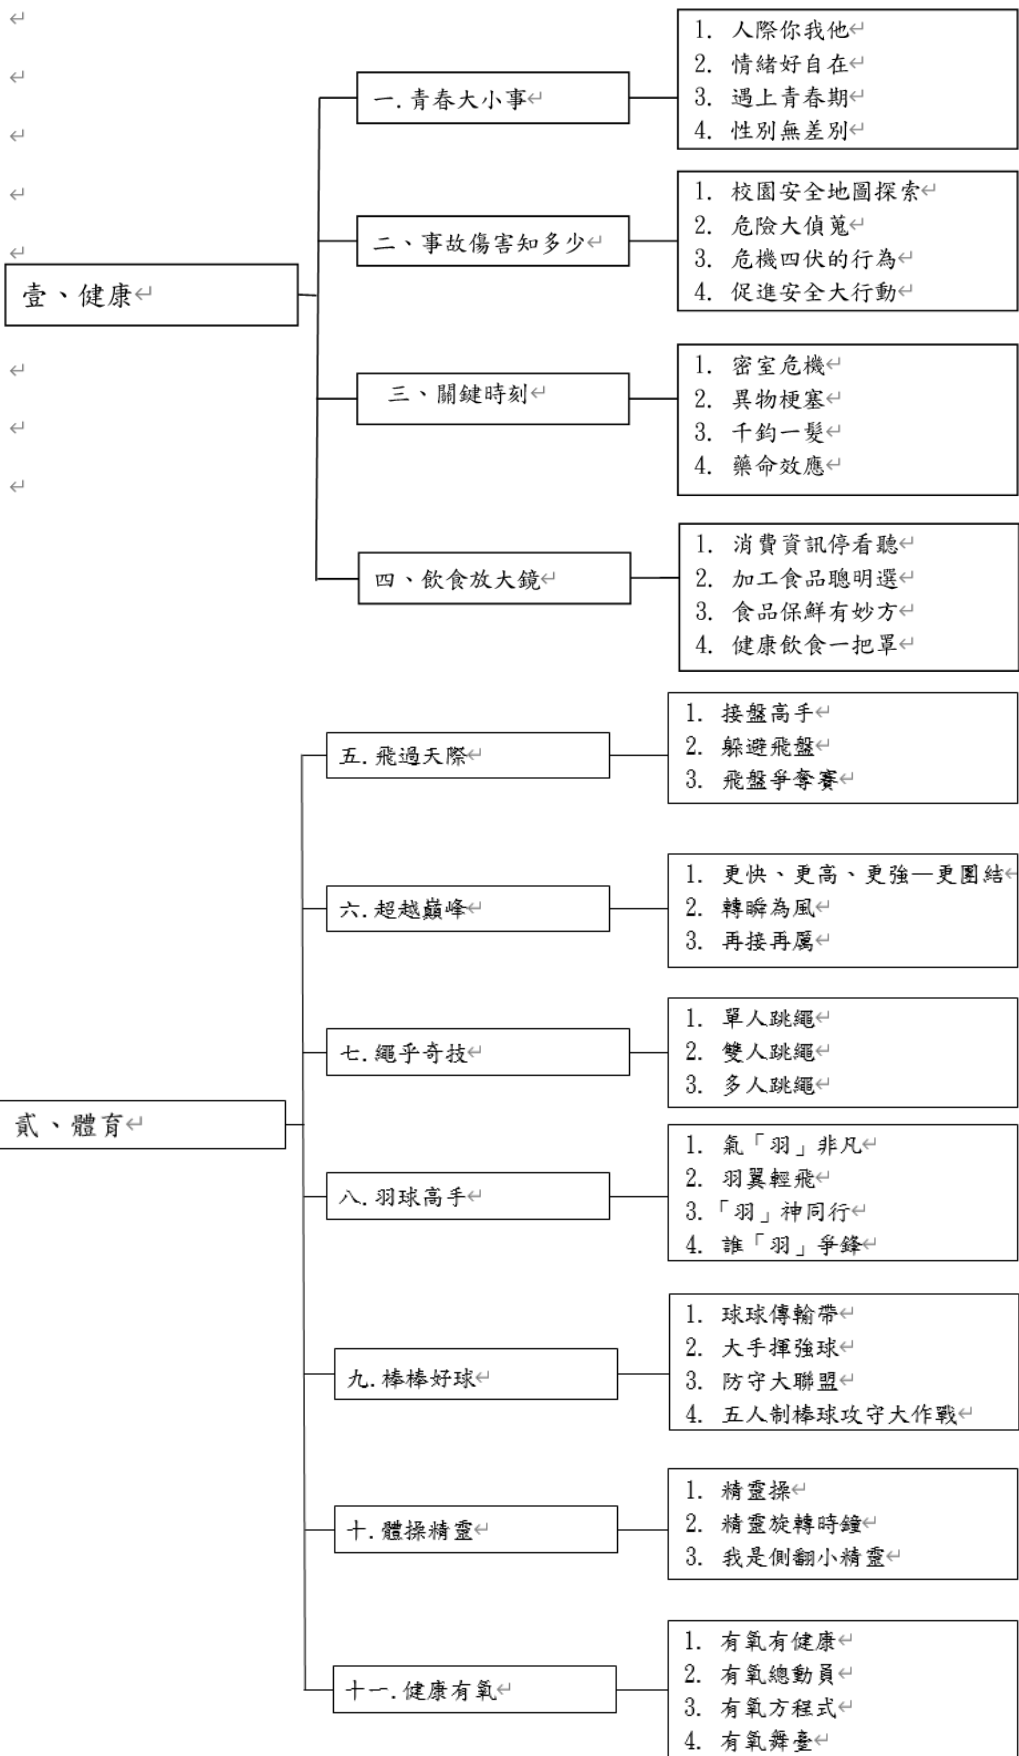 壹、健康
一.青春大小事
1. 人際你我他
2. 情緒好自在
3. 遇上青春期
4. 性別無差別
二、事故傷害知多少
1. 校園安全地圖探索
2. 危險大偵蒐
3. 危機四伏的行為
4. 促進安全大行動
三、關鍵時刻
1. 密室危機
2. 異物梗塞
3. 千鈞一髮
4. 藥命效應
四、飲食放大鏡
1. 消費資訊停看聽
2. 加工食品聰明選
3. 食品保鮮有妙方
4. 健康飲食一把罩
貳、體育
五.飛過天際
1. 接盤高手
2. 躲避飛盤
3. 飛盤爭奪賽
六.超越巔峰
1. 更快、更高、更強—更團結
2. 轉瞬為風
3. 再接再厲
七.繩乎奇技
1. 單人跳繩
2. 雙人跳繩
3. 多人跳繩
八.羽球高手
1. 氣「羽」非凡
2. 羽翼輕飛
3.「羽」神同行
4. 誰「羽」爭鋒
九.棒棒好球
1. 球球傳輸帶
2. 大手揮強球
3. 防守大聯盟
4. 五人制棒球攻守大作戰
十.體操精靈
1. 精靈操
2. 精靈旋轉時鐘
3. 我是側翻小精靈
十一.健康有氧
1. 有氧有健康
2. 有氧總動員
3. 有氧方程式
4. 有氧舞臺